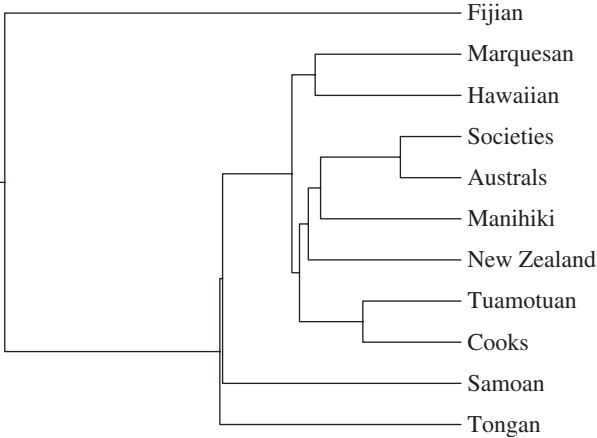 Fijian
Marquesan
Hawaiian
Societies
Australs
Manihiki
New Zealand
Tuamotuan
Cooks
Samoan
Tongan